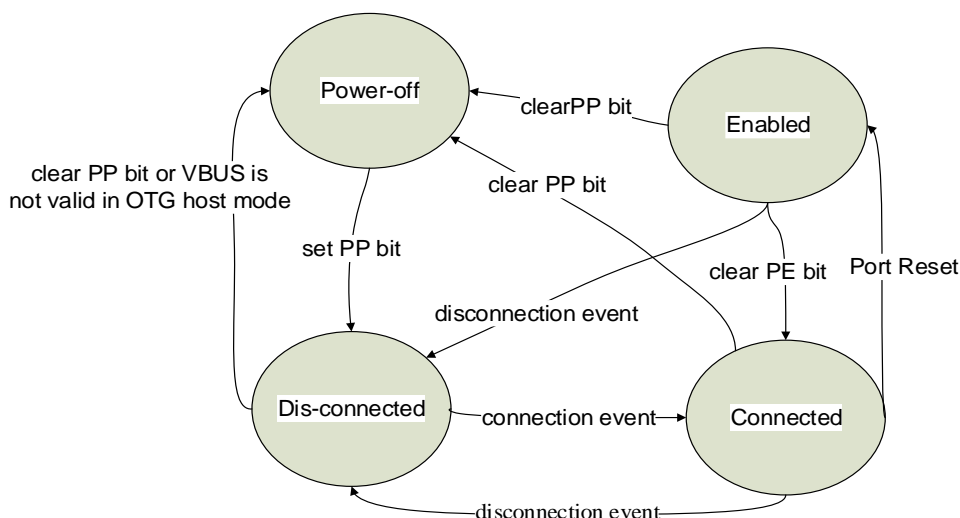 Power-off
clearPP bit
Enabled
clear PP bit or VBUS is
not valid in OTG host mode
clear PP bit
set PP bit
clear PE bit
Port Reset
disconnection event
Dis-connected
connection event
Connected
disconnection event